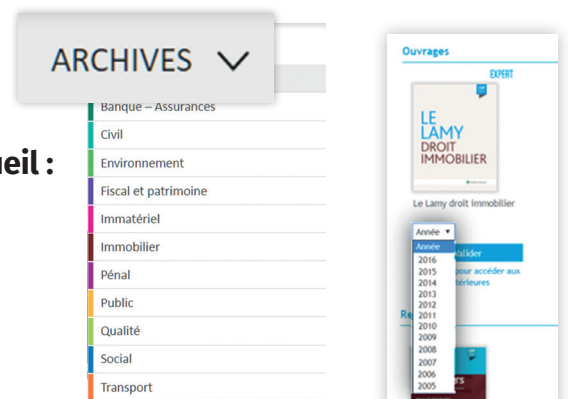 ARCHIVES
Banque – Assurances
Civil
Environnement
Fiscal et patrimoine
Immatériel
Immobilier
Pénal
Public
Qualité
Social
Transport
eil :
Ouvrages
EXPERT
LE
LAMY
DROIT
IMMOBILIER
Le Lamy droit immobilier
Année
Année
Valider
2016
2015 pour accéder aux
2014 térieures
2013
2012
2011
2010
2009
2008
2007
2006
2005